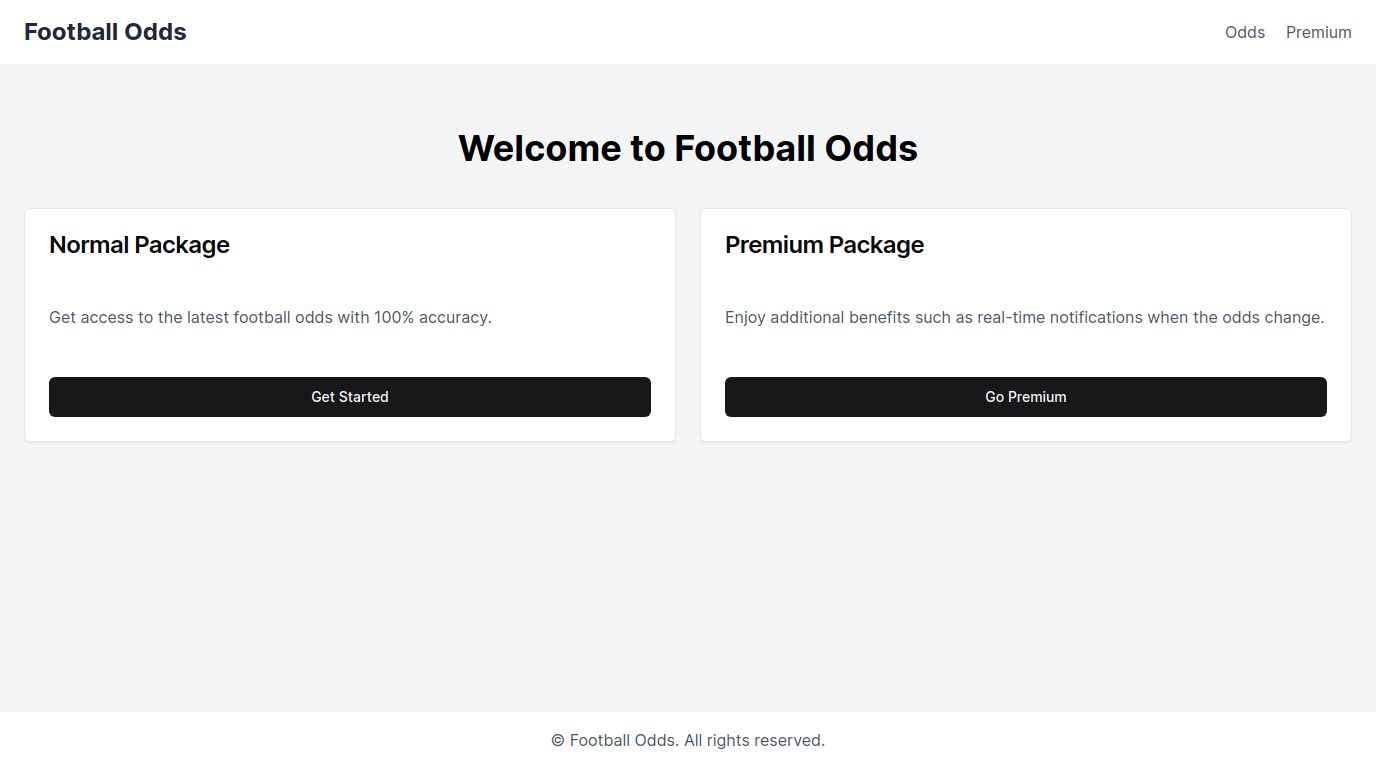 Football Odds
Odds Premium
Welcome to Football Odds
Normal Package
Get access to the latest football odds with 100% accuracy.
Get Started
Premium Package
Enjoy additional benefits such as real-time notifications when the odds change.
Go Premium
© Football Odds. All rights reserved.